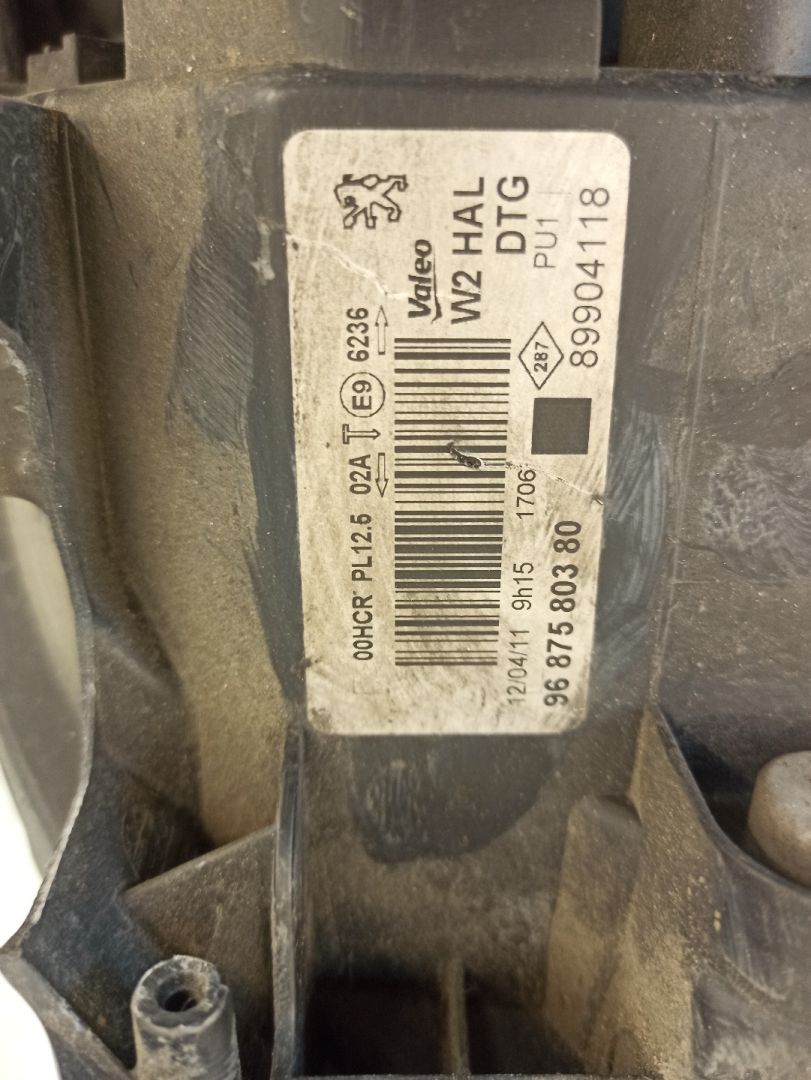 00HCR PL12.5 02A E9 6236
Valeo
W2 HAL
DTG
PU1
287
89904118
12/04/11 9h15 1706
96 875 803 80